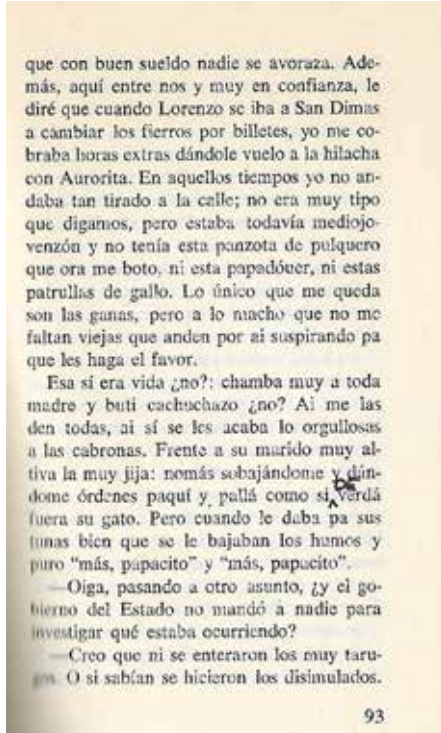 que con buen sueldo nadie se avoraza. Ade-
más, aquí entre nos y muy en confianza, le
diré que cuando Lorenzo se iba a San Dimas
a cambiar los fierros por billetes, yo me co-
braba horas extras dándole vuelo a la hilacha
con Aurorita. En aquellos tiempos yo no an-
daba tan tirado a la calle; no era muy tipo
que digamos, pero estaba todavía mediojo-
venzón y no tenía esta panzota de pulquero
que ora me boto, ni esta papadóuer, ni estas
patrullas de gallo. Lo único que me queda
son las ganas, pero a lo macho que no me
faltan viejas que anden por ai suspirando pa
que les haga el favor.
Esa sí era vida ¿no?: chamba muy a toda
madre y buti cachuchazo ¿no? Ai me las
den todas, ai sí se les acaba lo orgullosas
a las cabronas. Frente a su marido muy al-
tiva la muy jija: nomás sobajándome y dán-
dome órdenes paquí y pallá como si de verdá
fuera su gato. Pero cuando le daba pa sus
tunas bien que se le bajaban los humos y
puro “más, papacito” y “más, papacito”.
—Oiga, pasando a otro asunto, ¿y el go-
bierno del Estado no mandó a nadie para
investigar qué estaba ocurriendo?
—Creo que ni se enteraron los muy taru-
gos. O si sabían se hicieron los disimulados.
93